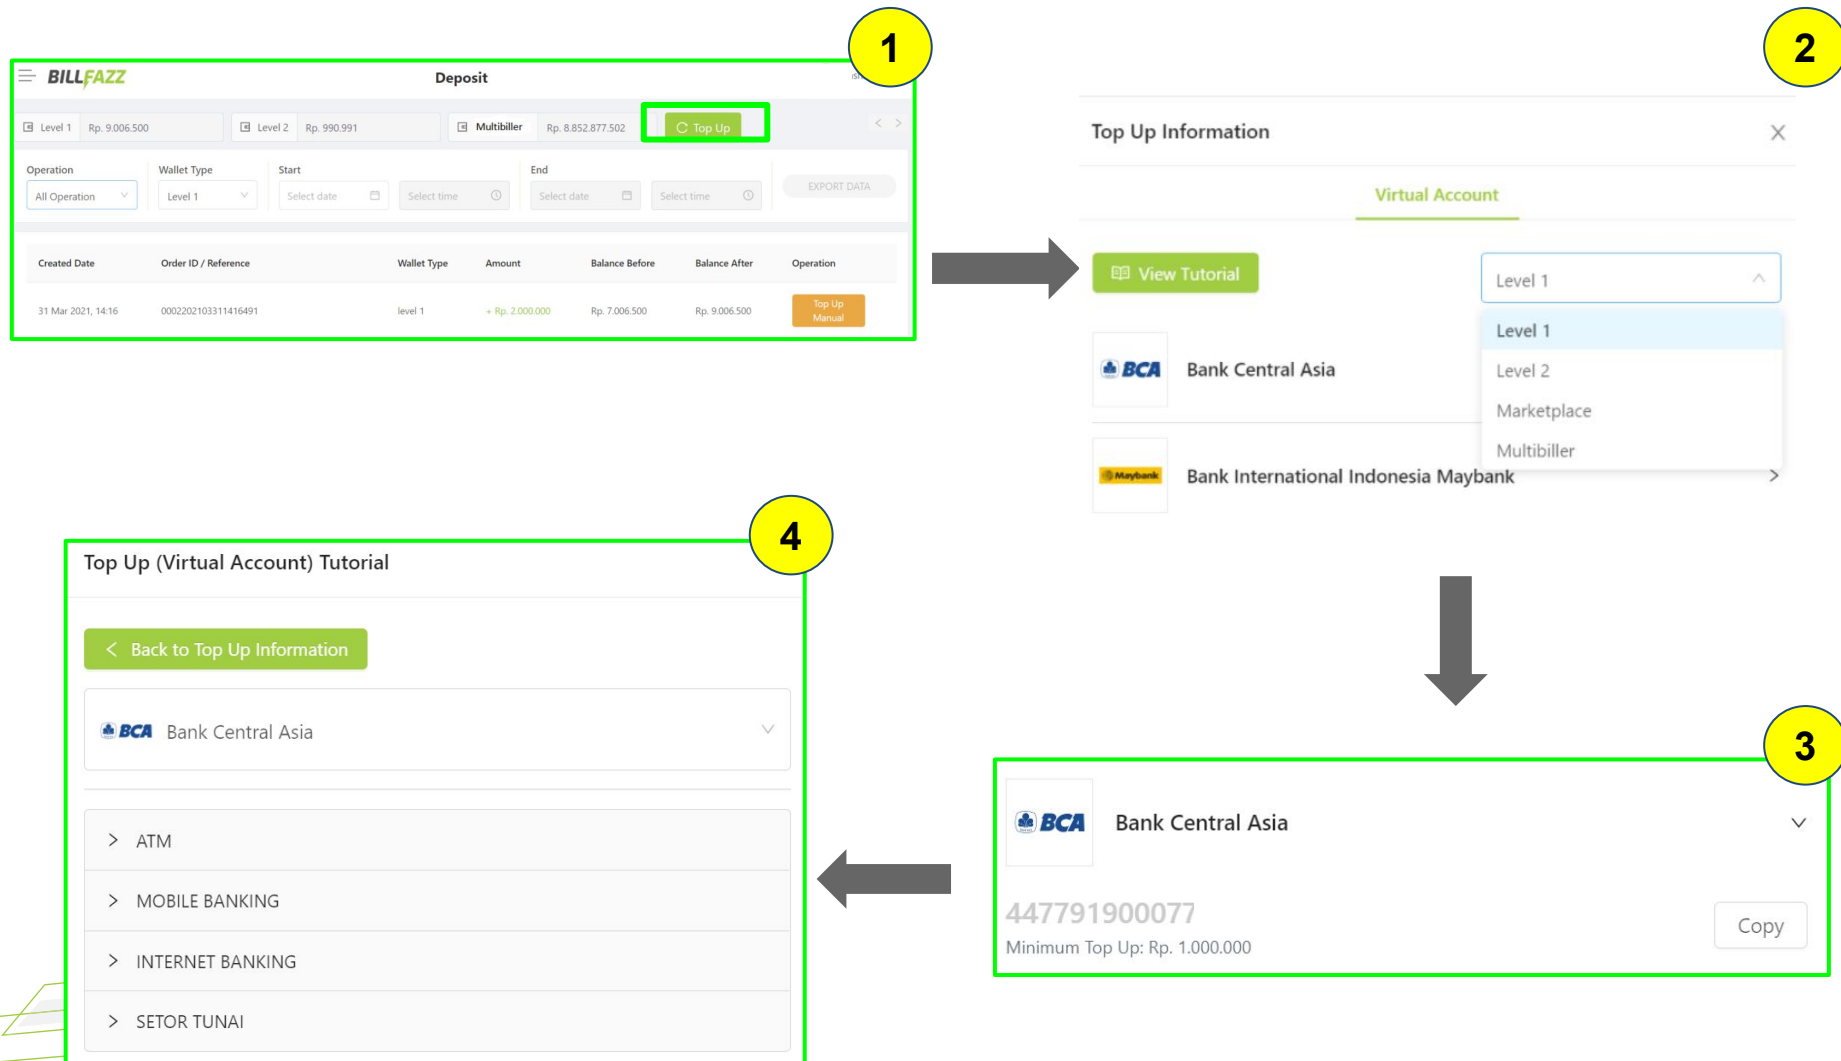 1
BILLFAZZ
Deposit
Level 1 Rp. 9.006.500 Level 2 Rp. 990.991 Multibiller Rp. 8.852.877.502 Top Up
Operation Wallet Type Start End
All Operation Level 1 Select date Select time Select date Select time EXPORT DATA
Created Date Order ID / Reference Wallet Type Amount Balance Before Balance After Operation
31 Mar 2021, 14:16 0002202103311416491 level 1 + Rp. 2.000.000 Rp. 7.006.500 Rp. 9.006.500 Top Up
Manual
2
Top Up Information
Virtual Account
View Tutorial
Level 1
Level 1
Level 2
Marketplace
Multibiller
BCA Bank Central Asia
Maybank Bank International Indonesia Maybank
3
BCA Bank Central Asia
447791900077
Minimum Top Up: Rp. 1.000.000
Copy
4
Top Up (Virtual Account) Tutorial
Back to Top Up Information
BCA Bank Central Asia
ATM
MOBILE BANKING
INTERNET BANKING
SETOR TUNAI